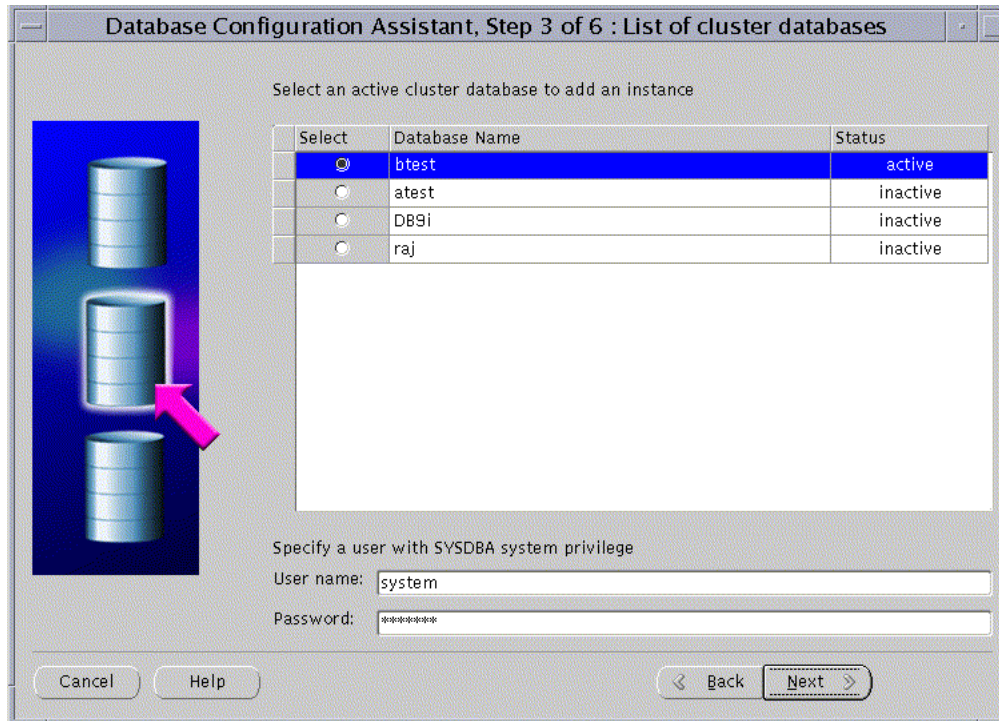 Database Configuration Assistant, Step 3 of 6 : List of cluster databases
Select an active cluster database to add an instance
Select Database Name Status
btest active
atest inactive
DB9i inactive
raj inactive
Specify a user with SYSDBA system privilege
User name: system
Password: *******
Cancel Help Back Next